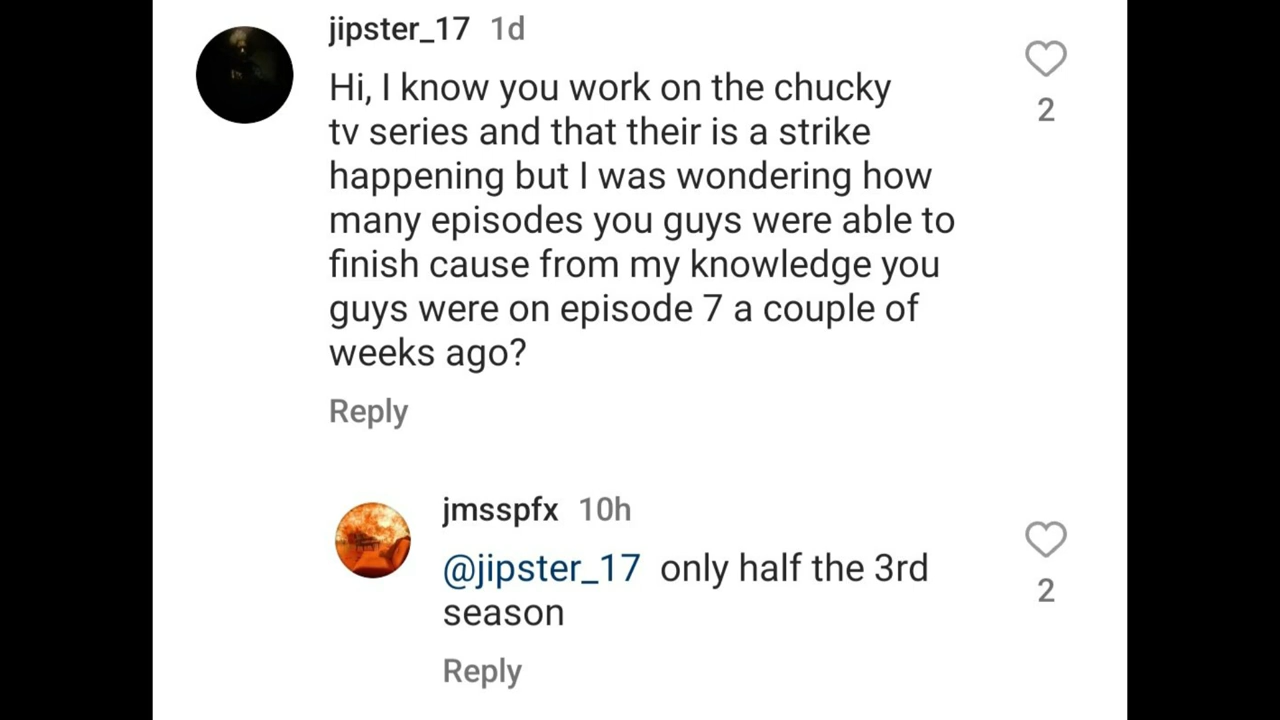 jipster_17 1d
Hi, I know you work on the chucky
tv series and that their is a strike
happening but I was wondering how
many episodes you guys were able to
finish cause from my knowledge you
guys were on episode 7 a couple of
weeks ago?
2
Reply
jmsspfx 10h
@jipster_17 only half the 3rd
season
2
Reply